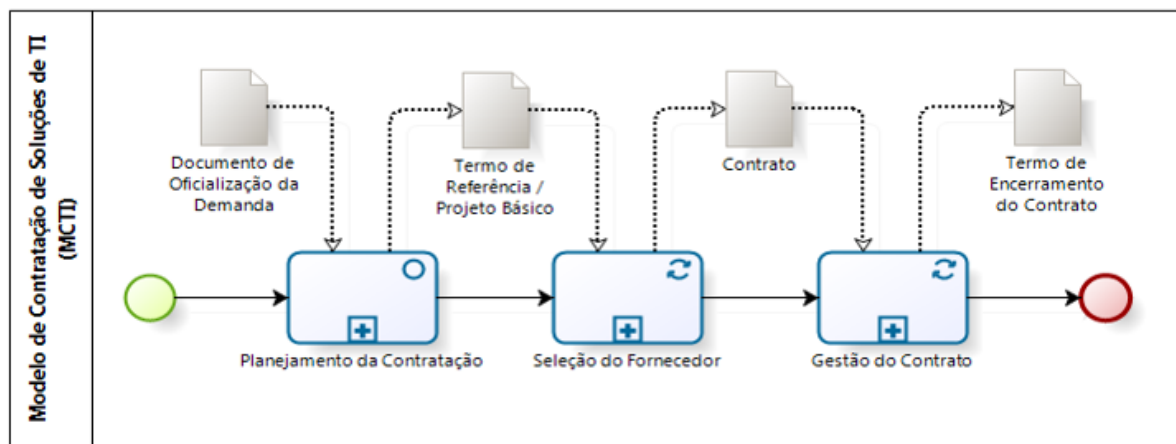 Modelo de Contratação de Soluções de TI
(MCTI)
Documento de
Oficialização da
Demanda
Termo de
Referência /
Projeto Básico
Contrato
Termo de
Encerramento
do Contrato
Planejamento da Contratação
Seleção do Fornecedor
Gestão do Contrato